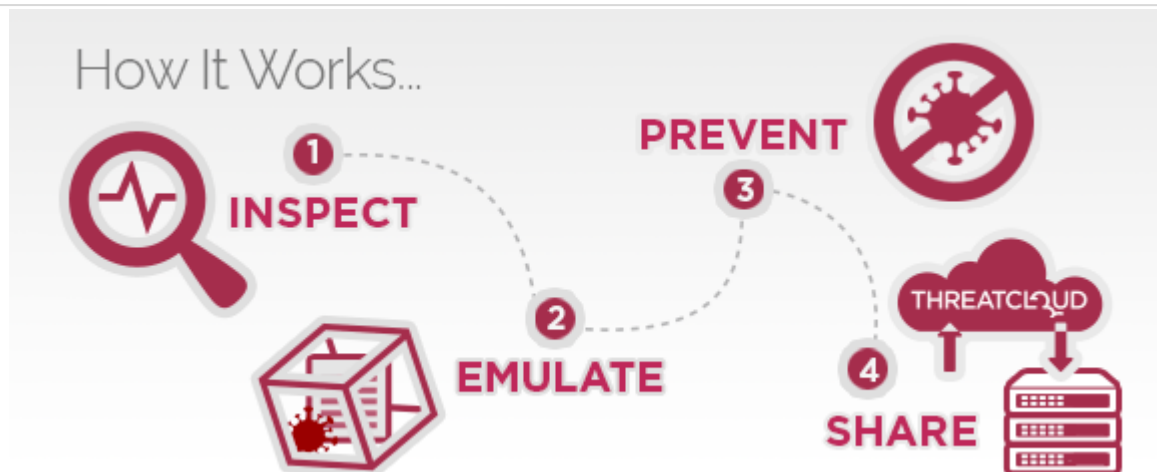 How It Works...
1
INSPECT
2
EMULATE
PREVENT
3
THREATCLOUD
4
SHARE